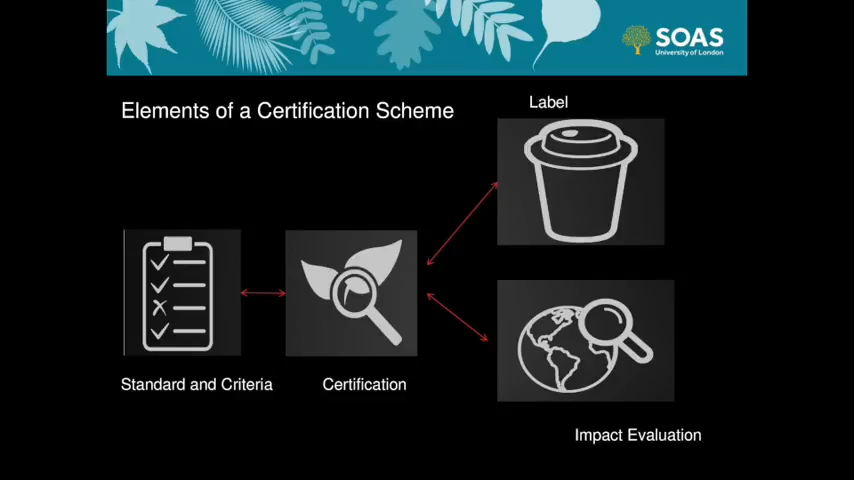 SOAS
University of London
Elements of a Certification Scheme
Label
Standard and Criteria
Certification
Impact Evaluation